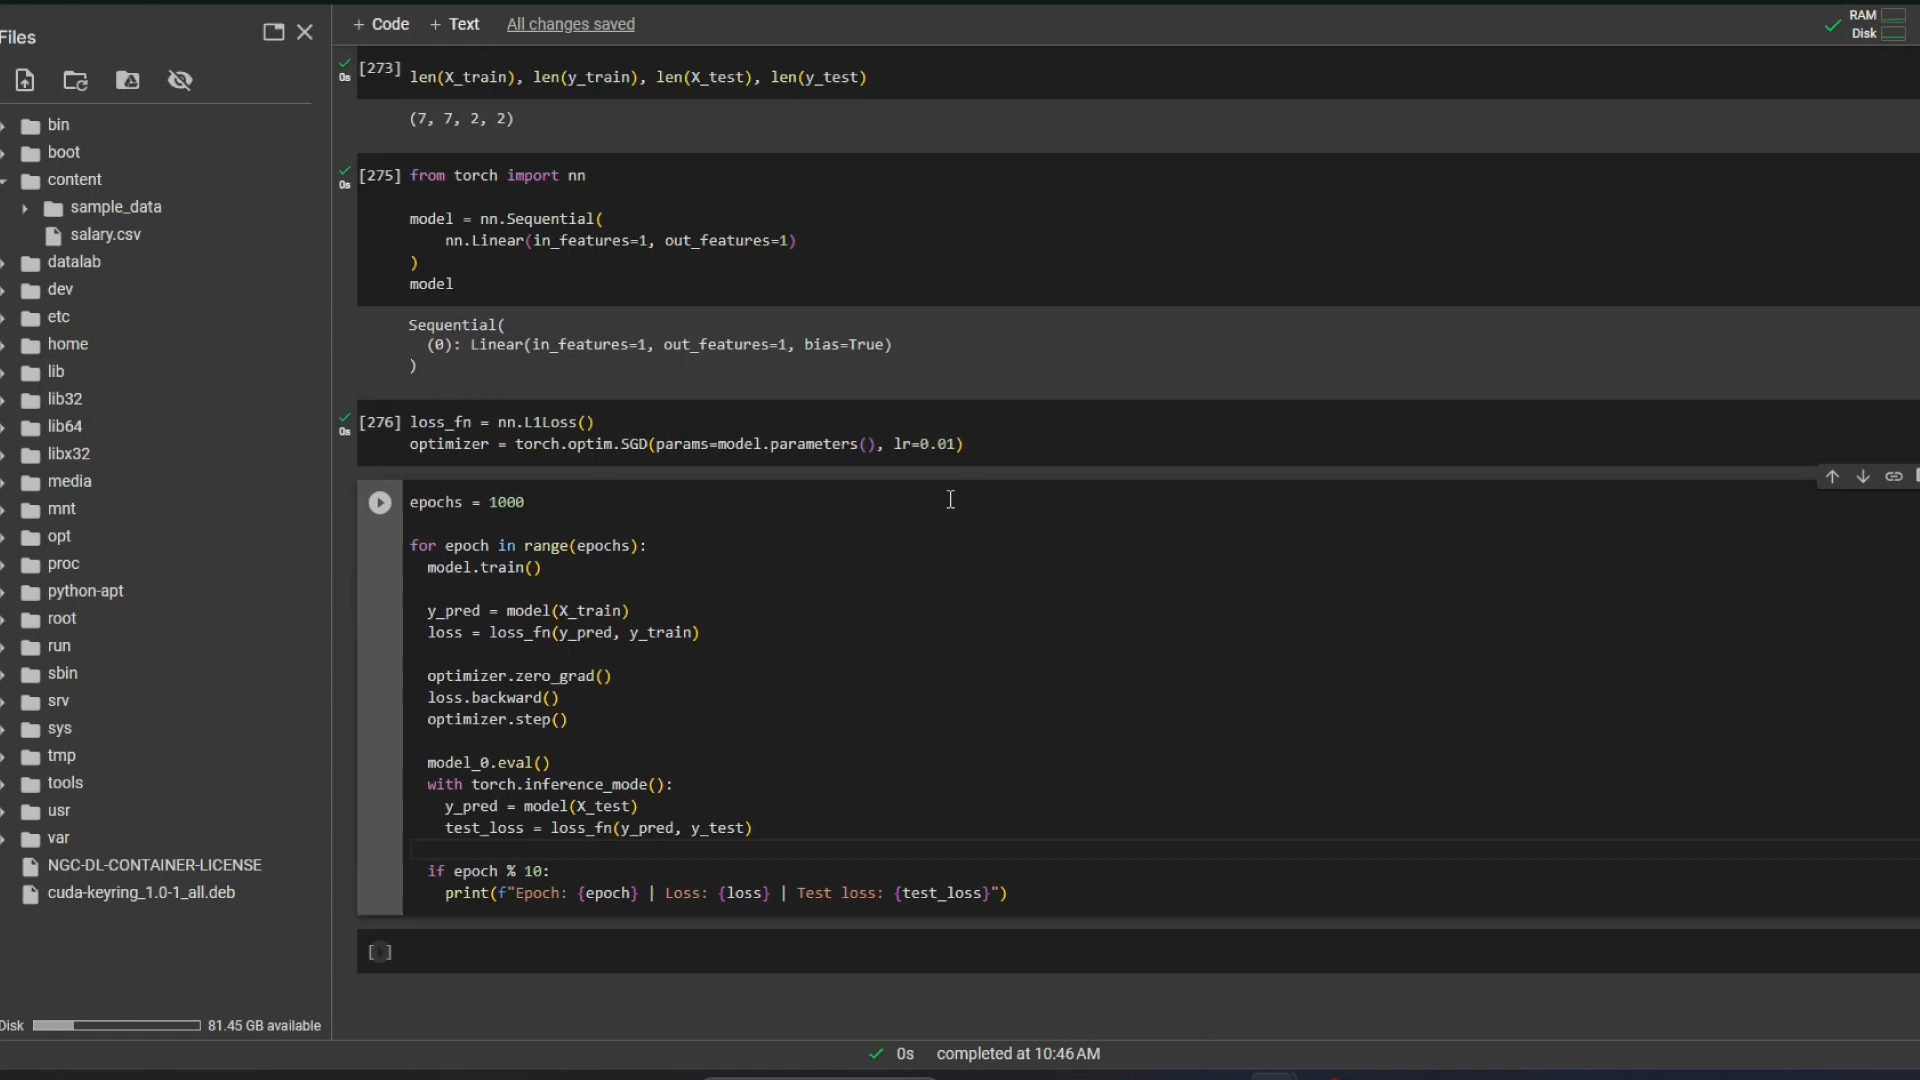 Files
bin
boot
content
sample_data
salary.csv
datalab
dev
etc
home
lib
lib32
lib64
libx32
media
mnt
opt
proc
python-apt
root
run
sbin
srv
sys
tmp
tools
usr
var
NGC-DL-CONTAINER-LICENSE
cuda-keyring_1.0-1_all.deb
Disk 81.45 GB available
+ Code + Text All changes saved
RAM
Disk
0s [273] len(X_train), len(y_train), len(X_test), len(y_test)
(7, 7, 2, 2)
0s [275] from torch import nn
model = nn.Sequential(
    nn.Linear(in_features=1, out_features=1)
)
model
Sequential(
  (0): Linear(in_features=1, out_features=1, bias=True)
)
0s [276] loss_fn = nn.L1Loss()
optimizer = torch.optim.SGD(params=model.parameters(), lr=0.01)
epochs = 1000
for epoch in range(epochs):
  model.train()
  y_pred = model(X_train)
  loss = loss_fn(y_pred, y_train)
  optimizer.zero_grad()
  loss.backward()
  optimizer.step()
  model_0.eval()
  with torch.inference_mode():
    y_pred = model(X_test)
    test_loss = loss_fn(y_pred, y_test)
  if epoch % 10:
    print(f"Epoch: {epoch} | Loss: {loss} | Test loss: {test_loss}")
[ ]
0s completed at 10:46 AM